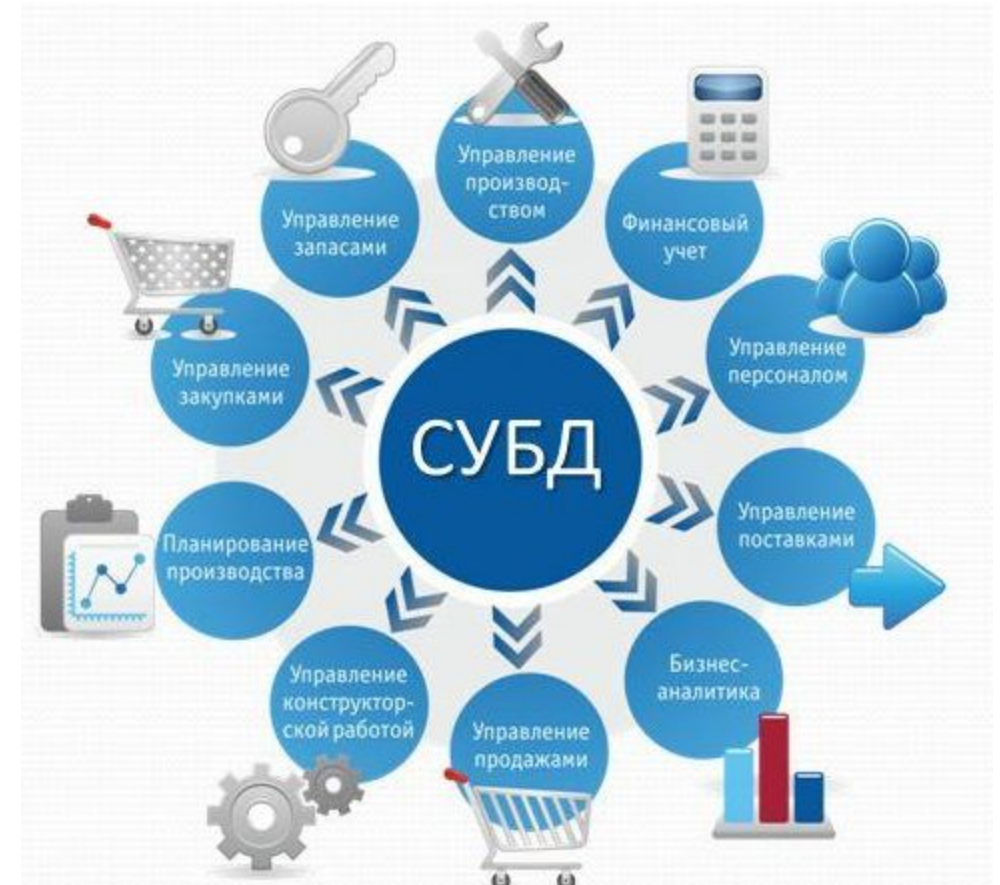 Управление
производ-
ством
Финансовый
учет
Управление
персоналом
Управление
поставками
Бизнес-
аналитика
Управление
продажами
Управление
конструктор-
ской работой
Планирование
производства
Управление
закупками
Управление
запасами
СУБД